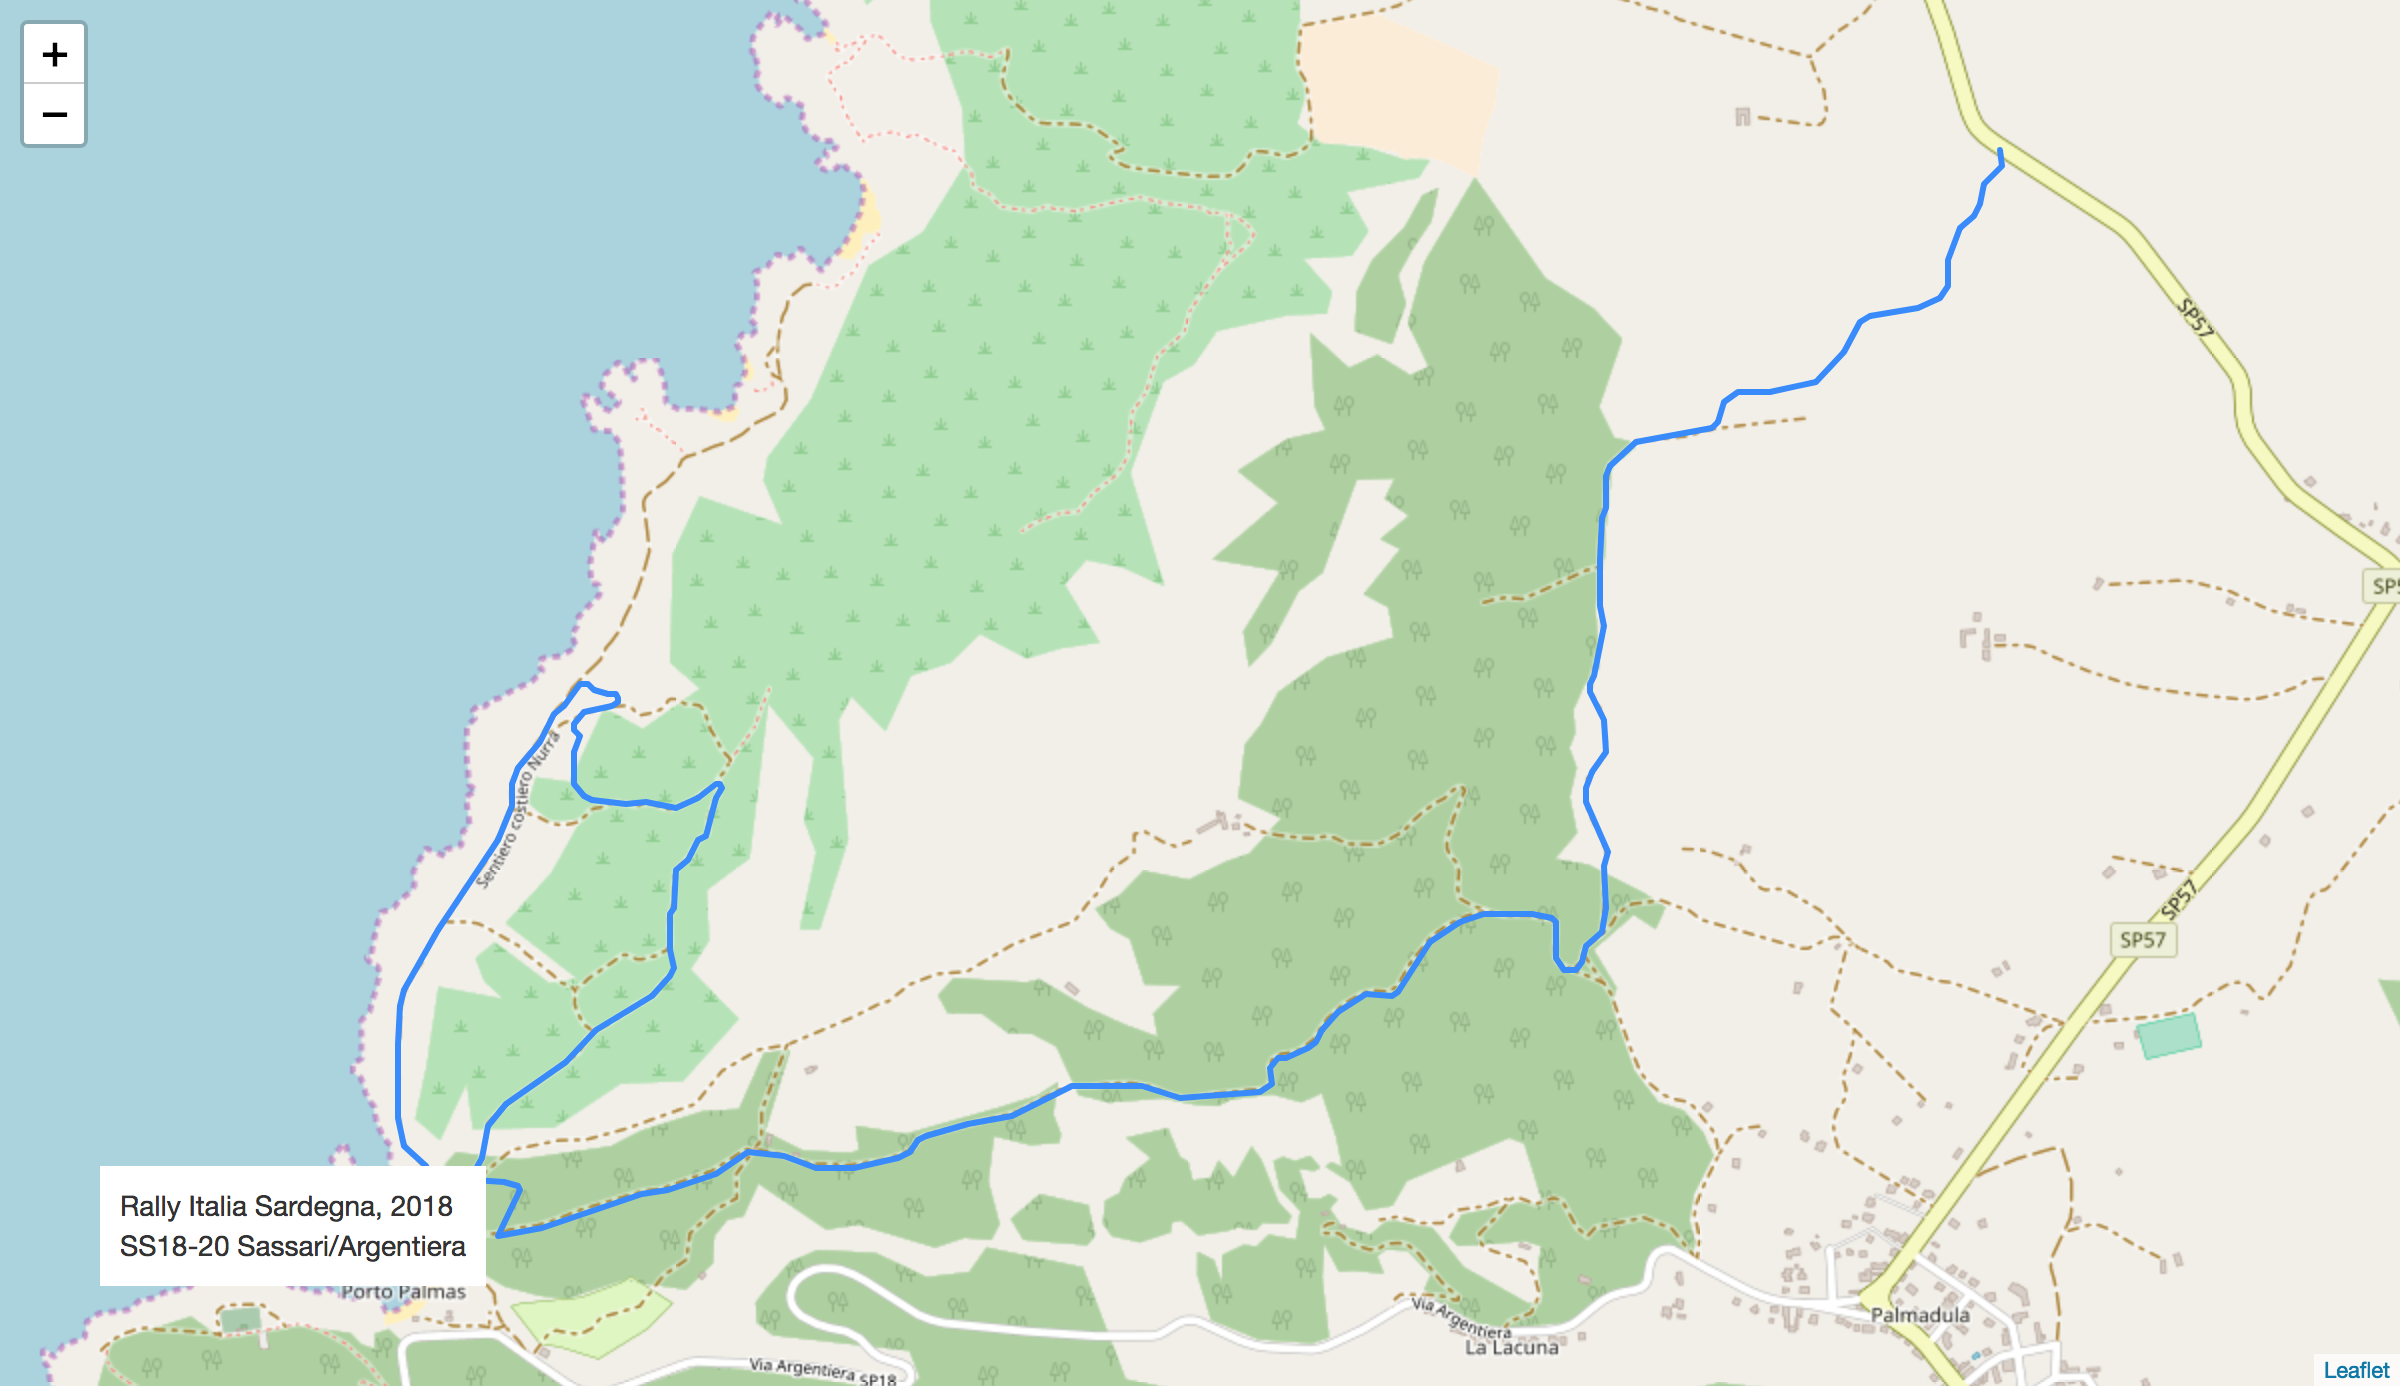 +
−
SP57
SP5
Sentiero costiero Nurra
SP57
SP57
Rally Italia Sardegna, 2018
SS18-20 Sassari/Argentiera
Porto Palmas
Via Argentiera
La Lacuna
Palmadula
Via Argentiera SP18
Leaflet